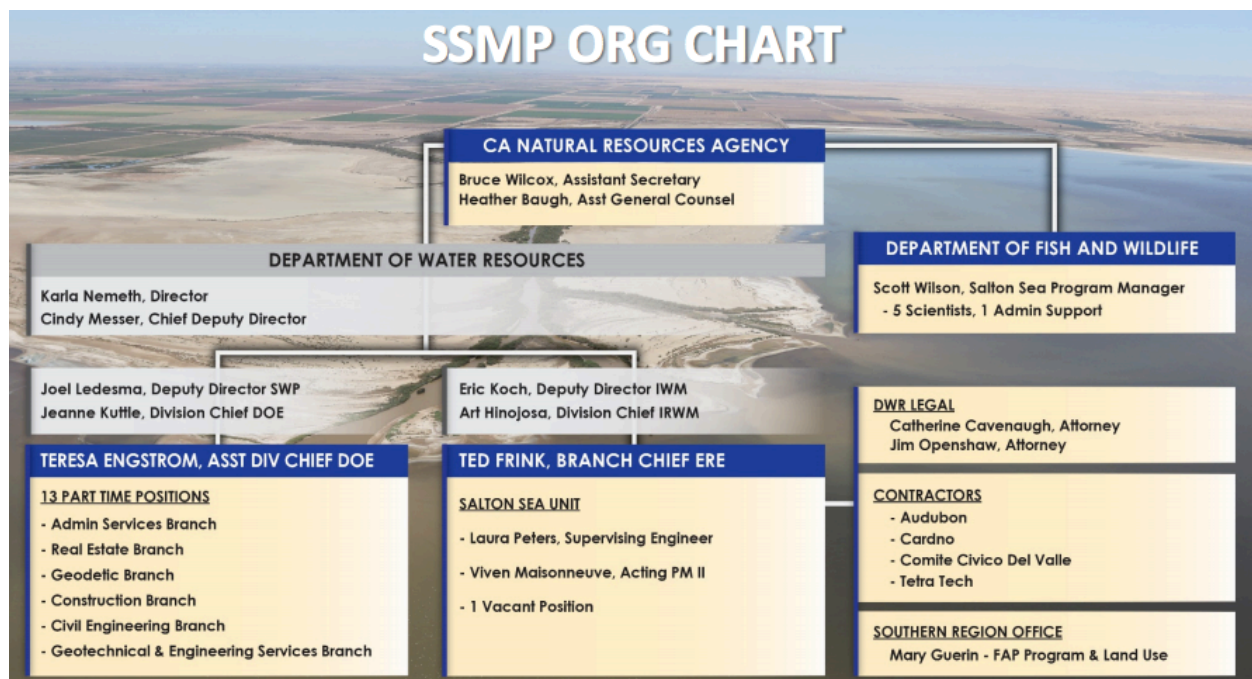 SSMP ORG CHART
CA NATURAL RESOURCES AGENCY
Bruce Wilcox, Assistant Secretary
Heather Baugh, Asst General Counsel
DEPARTMENT OF WATER RESOURCES
Karla Nemeth, Director
Cindy Messer, Chief Deputy Director
DEPARTMENT OF FISH AND WILDLIFE
Scott Wilson, Salton Sea Program Manager
- 5 Scientists, 1 Admin Support
Joel Ledesma, Deputy Director SWP
Jeanne Kuttle, Division Chief DOE
Eric Koch, Deputy Director IWM
Art Hinojosa, Division Chief IRWM
TERESA ENGSTROM, ASST DIV CHIEF DOE
13 PART TIME POSITIONS
- Admin Services Branch
- Real Estate Branch
- Geodetic Branch
- Construction Branch
- Civil Engineering Branch
- Geotechnical & Engineering Services Branch
TED FRINK, BRANCH CHIEF ERE
SALTON SEA UNIT
- Laura Peters, Supervising Engineer
- Viven Maisonneuve, Acting PM II
- 1 Vacant Position
DWR LEGAL
Catherine Cavenaugh, Attorney
Jim Openshaw, Attorney
CONTRACTORS
- Audubon
- Cardno
- Comite Civico Del Valle
- Tetra Tech
SOUTHERN REGION OFFICE
Mary Guerin - FAP Program & Land Use